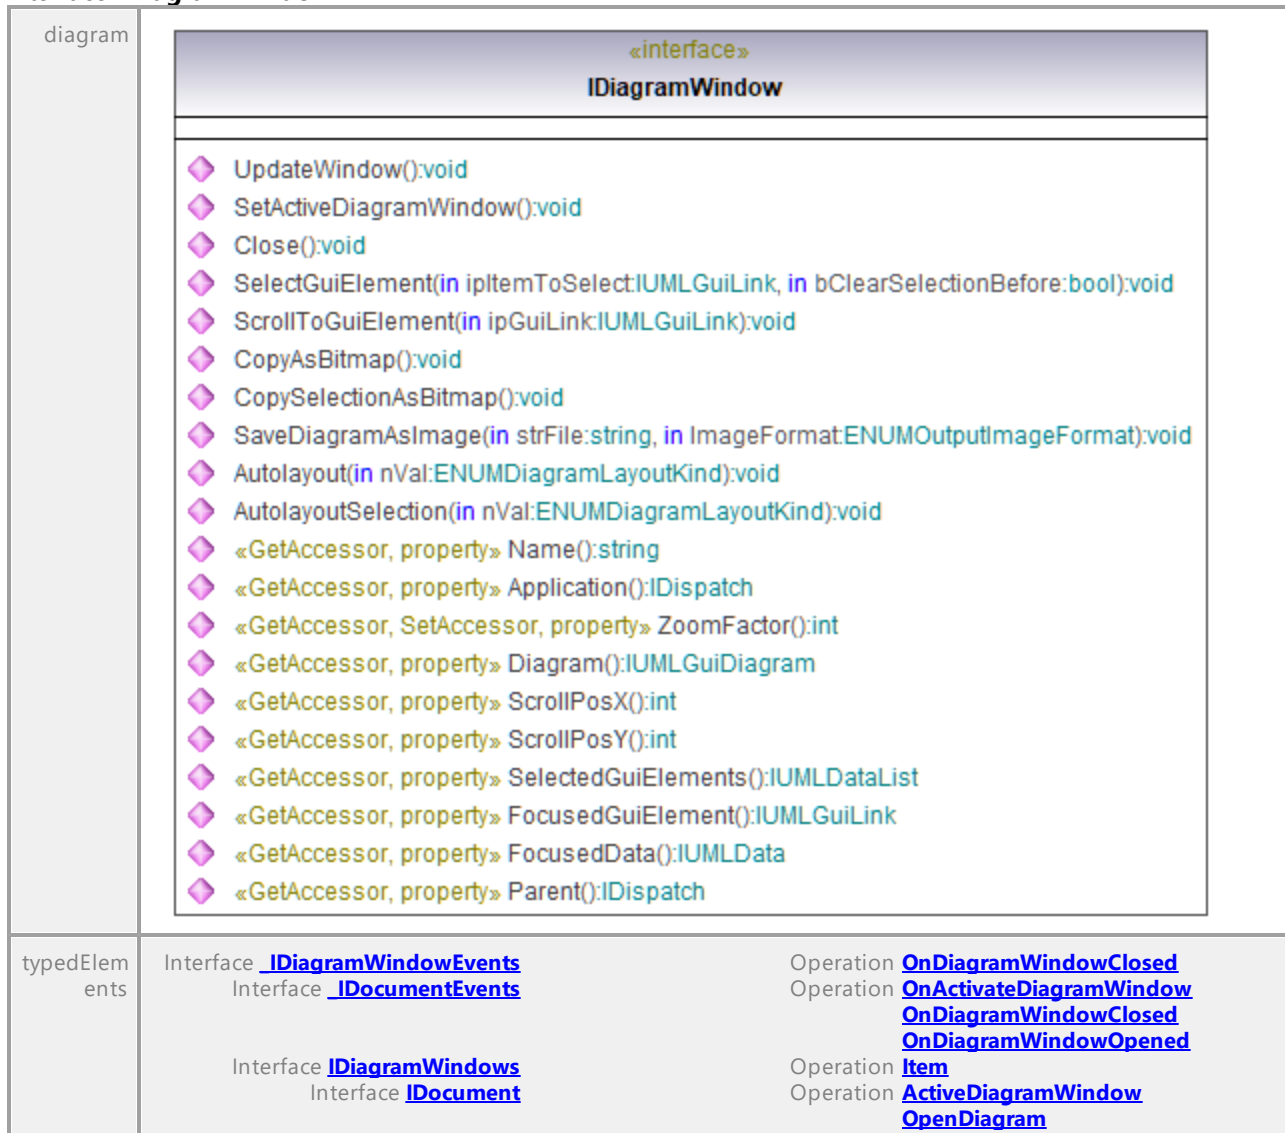 diagram
«interface»
IDiagramWindow
UpdateWindow():void
SetActiveDiagramWindow():void
Close():void
SelectGuiElement(in ipItemToSelect:IUMLGuiLink, in bClearSelectionBefore:bool):void
ScrollToGuiElement(in ipGuiLink:IUMLGuiLink):void
CopyAsBitmap():void
CopySelectionAsBitmap():void
SaveDiagramAsImage(in strFile:string, in ImageFormat:ENUMOutputImageFormat):void
Autolayout(in nVal:ENUMDiagramLayoutKind):void
AutolayoutSelection(in nVal:ENUMDiagramLayoutKind):void
«GetAccessor, property» Name():string
«GetAccessor, property» Application():IDispatch
«GetAccessor, SetAccessor, property» ZoomFactor():int
«GetAccessor, property» Diagram():IUMLGuiDiagram
«GetAccessor, property» ScrollPosX():int
«GetAccessor, property» ScrollPosY():int
«GetAccessor, property» SelectedGuiElements():IUMLDataList
«GetAccessor, property» FocusedGuiElement():IUMLGuiLink
«GetAccessor, property» FocusedData():IUMLData
«GetAccessor, property» Parent():IDispatch
typedElem Interface _IDiagramWindowEvents Operation OnDiagramWindowClosed
ents Interface _IDocumentEvents Operation OnActivateDiagramWindow
OnDiagramWindowClosed
OnDiagramWindowOpened
Interface IDiagramWindows Operation Item
Interface IDocument Operation ActiveDiagramWindow
OpenDiagram